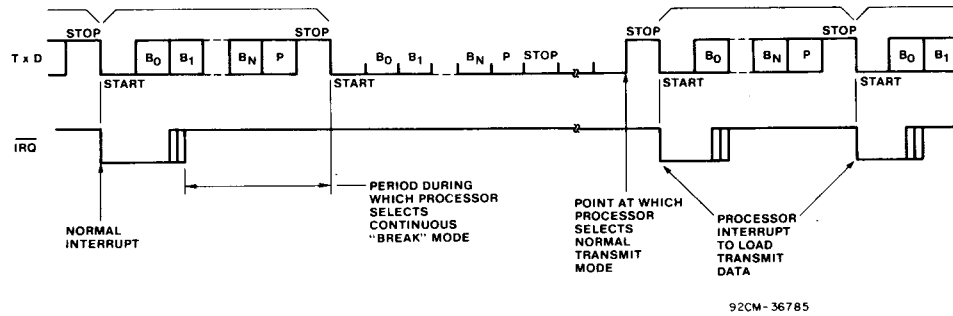 STOP STOP STOP STOP
T x D B0 B1 BN P B0 B1 BN P STOP B0 BN P B0 B1
START START START START
IRQ
NORMAL
INTERRUPT
PERIOD DURING
WHICH PROCESSOR
SELECTS
CONTINUOUS
"BREAK" MODE
POINT AT WHICH
PROCESSOR
SELECTS
NORMAL
TRANSMIT
MODE
PROCESSOR
INTERRUPT
TO LOAD
TRANSMIT
DATA
92CM-36785